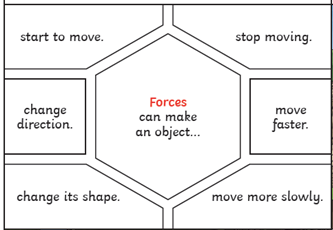 start to move.
stop moving.
change
direction.
Forces
can make
an object...
move
faster.
change its shape.
move more slowly.